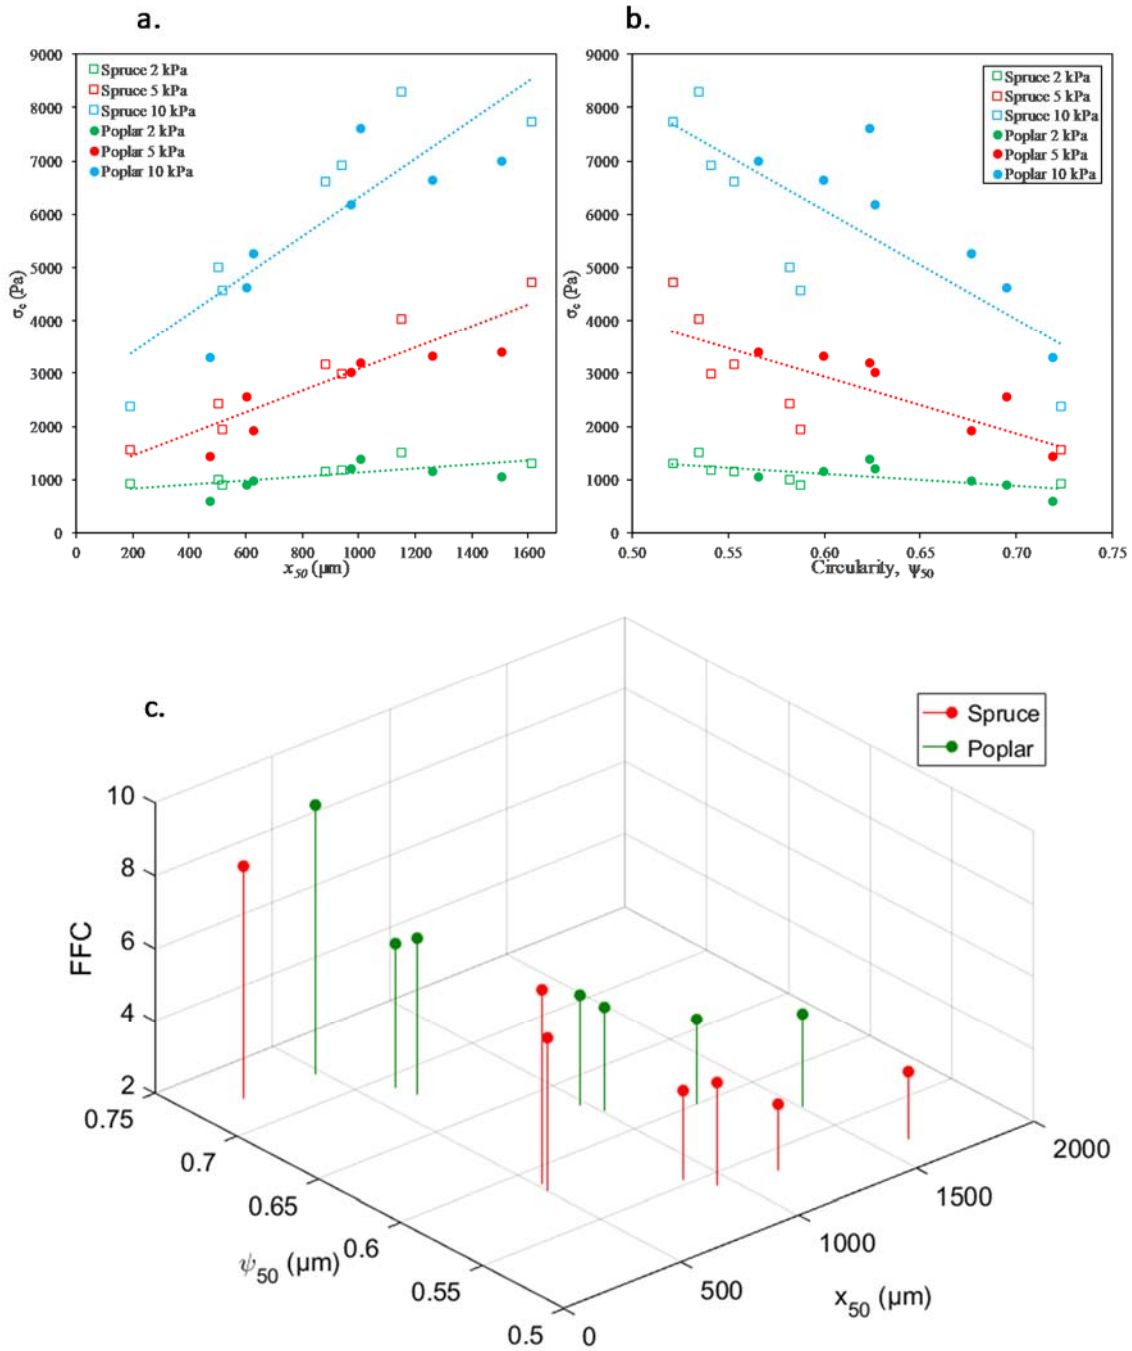 a.
b.
9000
8000
7000
6000
5000
4000
3000
2000
1000
0
σc (Pa)
Spruce 2 kPa
Spruce 5 kPa
Spruce 10 kPa
Poplar 2 kPa
Poplar 5 kPa
Poplar 10 kPa
0 200 400 600 800 1000 1200 1400 1600
x50 (μm)
9000
8000
7000
6000
5000
4000
3000
2000
1000
0
σc (Pa)
Spruce 2 kPa
Spruce 5 kPa
Spruce 10 kPa
Poplar 2 kPa
Poplar 5 kPa
Poplar 10 kPa
0.50 0.55 0.60 0.65 0.70 0.75
Circularity, ψ50
c.
Spruce
Poplar
10
8
6
4
2
FFC
0.75
0.7
0.65
0.6
0.55
0.5
ψ50 (μm)
0
500
1000
1500
2000
x50 (μm)